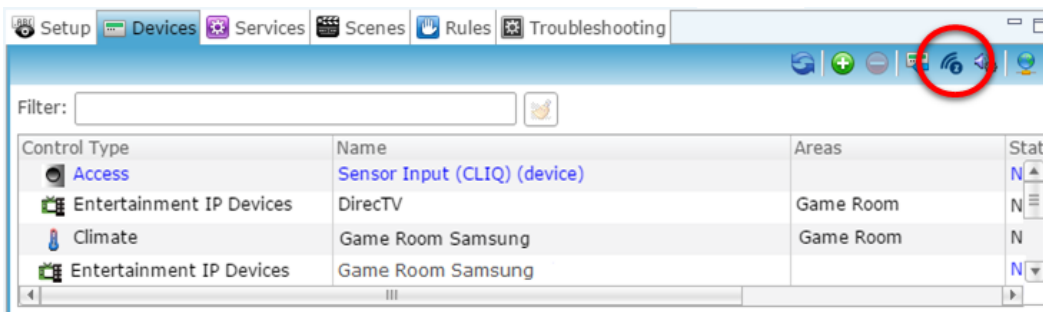 Setup Devices Services Scenes Rules Troubleshooting
Filter:
Control Type Name Areas Stat
Access Sensor Input (CLIQ) (device) N
Entertainment IP Devices DirecTV Game Room N
Climate Game Room Samsung Game Room N
Entertainment IP Devices Game Room Samsung N